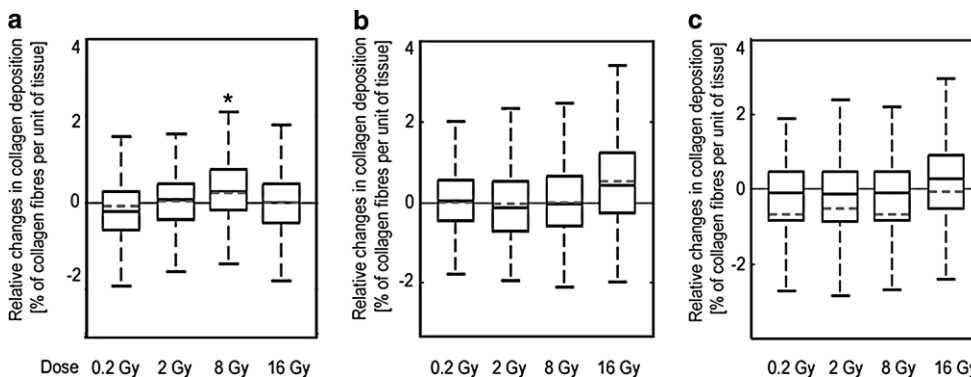 a
Relative changes in collagen deposition
[% of collagen fibres per unit of tissue]
4
2
0
-2
*
Dose 0.2 Gy 2 Gy 8 Gy 16 Gy
b
Relative changes in collagen deposition
[% of collagen fibres per unit of tissue]
4
2
0
-2
0.2 Gy 2 Gy 8 Gy 16 Gy
c
Relative changes in collagen deposition
[% of collagen fibres per unit of tissue]
4
2
0
-2
0.2 Gy 2 Gy 8 Gy 16 Gy